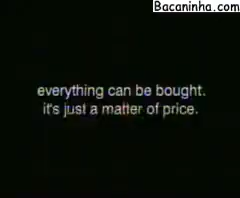 Bacaninha.com
everything can be bought.
it's just a matter of price.